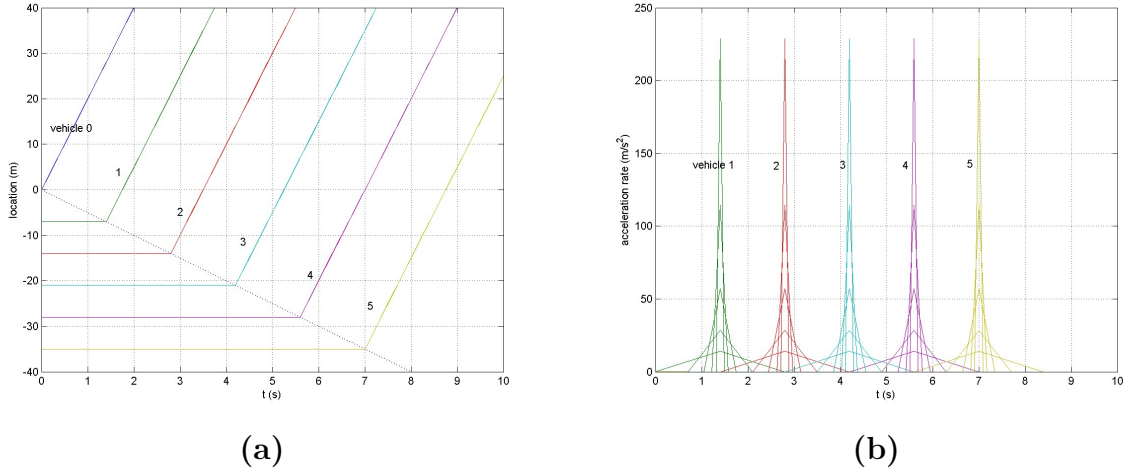 40
30
20
10
0
-10
-20
-30
-40
location (m)
vehicle 0
1
2
3
4
5
0 1 2 3 4 5 6 7 8 9 10
t (s)
(a)
250
200
150
100
50
0
acceleration rate (m/s²)
vehicle 1 2 3 4 5
0 1 2 3 4 5 6 7 8 9 10
t (s)
(b)